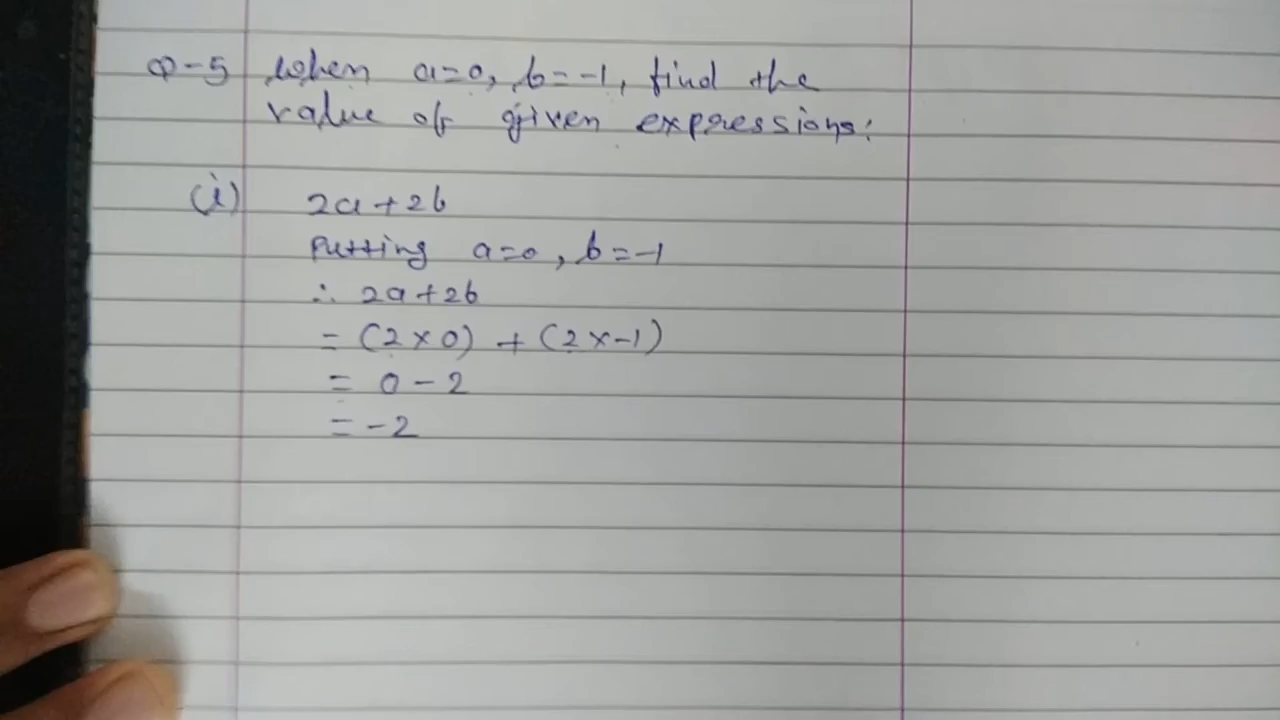 Q-5 when a=0, b=-1, find the
value of given expressions:
(i) 2a+2b
putting a=0, b=-1
∴ 2a+2b
= (2×0) + (2×-1)
= 0-2
= -2